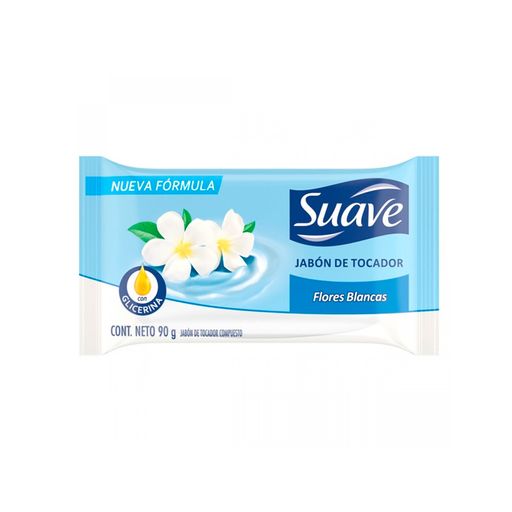 NUEVA FÓRMULA
Suave
JABÓN DE TOCADOR
Flores Blancas
con
GLICERINA
CONT. NETO 90 g JABÓN DE TOCADOR COMPUESTO